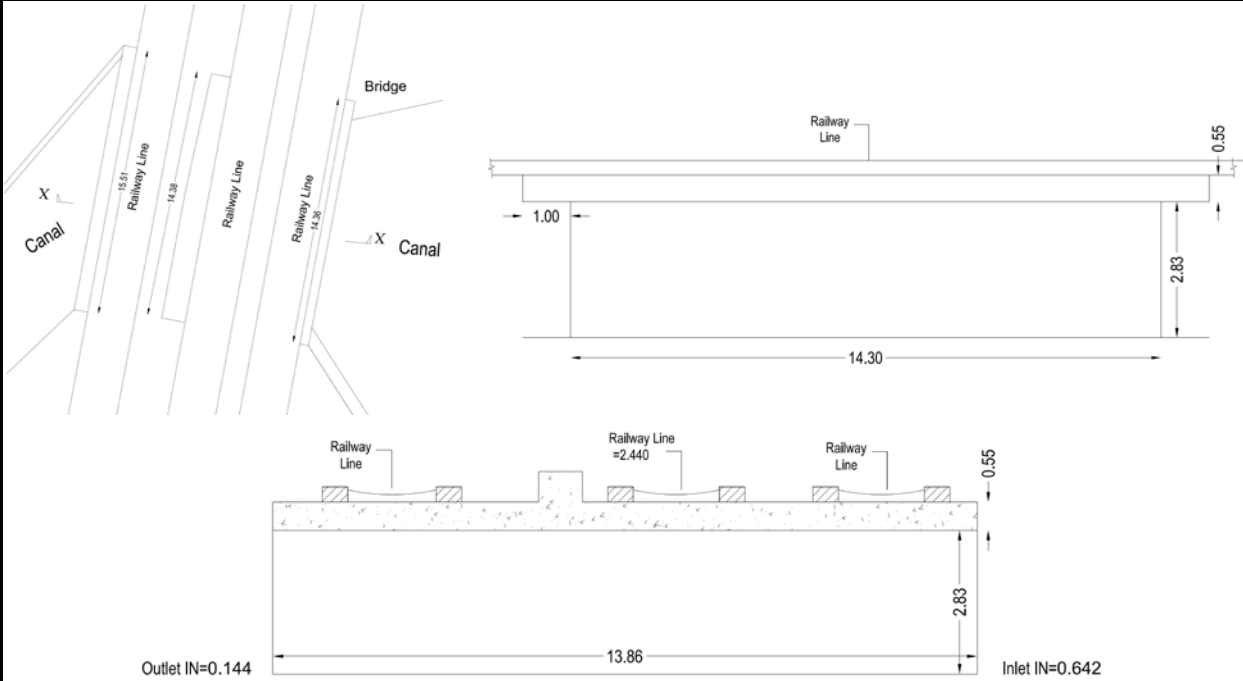 Bridge
Railway Line
15.51
Railway Line
14.38
Railway Line
14.36
X
Canal
X
Canal
Railway
Line
0.55
1.00
2.83
14.30
Railway
Line
Railway Line
=2.440
Railway
Line
0.55
2.83
13.86
Outlet IN=0.144
Inlet IN=0.642